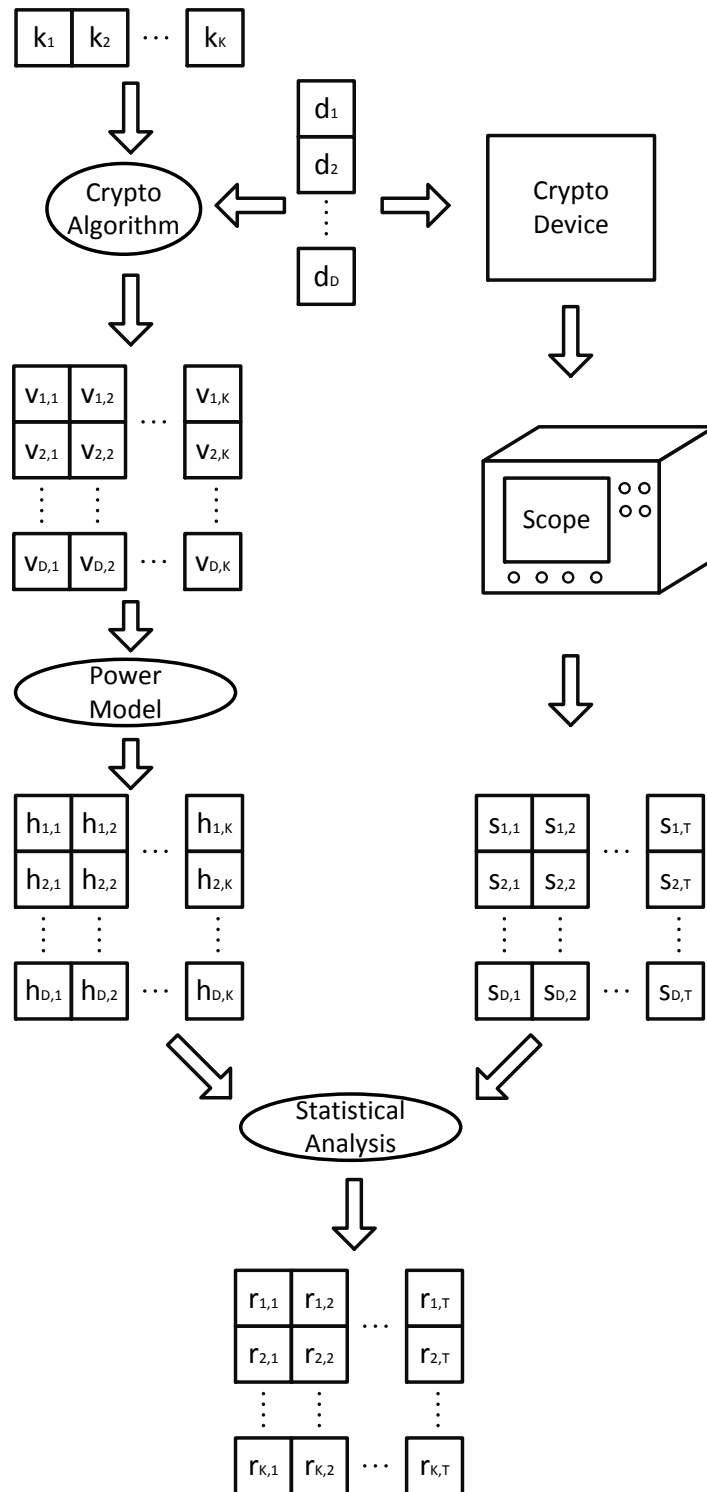 k1 k2 ... kK
d1
d2
dD
Crypto
Algorithm
Crypto
Device
v1,1 v1,2 ... v1,K
v2,1 v2,2 v2,K
vD,1 vD,2 ... vD,K
Scope
Power
Model
h1,1 h1,2 ... h1,K
h2,1 h2,2 h2,K
hD,1 hD,2 ... hD,K
s1,1 s1,2 ... s1,T
s2,1 s2,2 s2,T
sD,1 sD,2 ... sD,T
Statistical
Analysis
r1,1 r1,2 ... r1,T
r2,1 r2,2 r2,T
rK,1 rK,2 ... rK,T